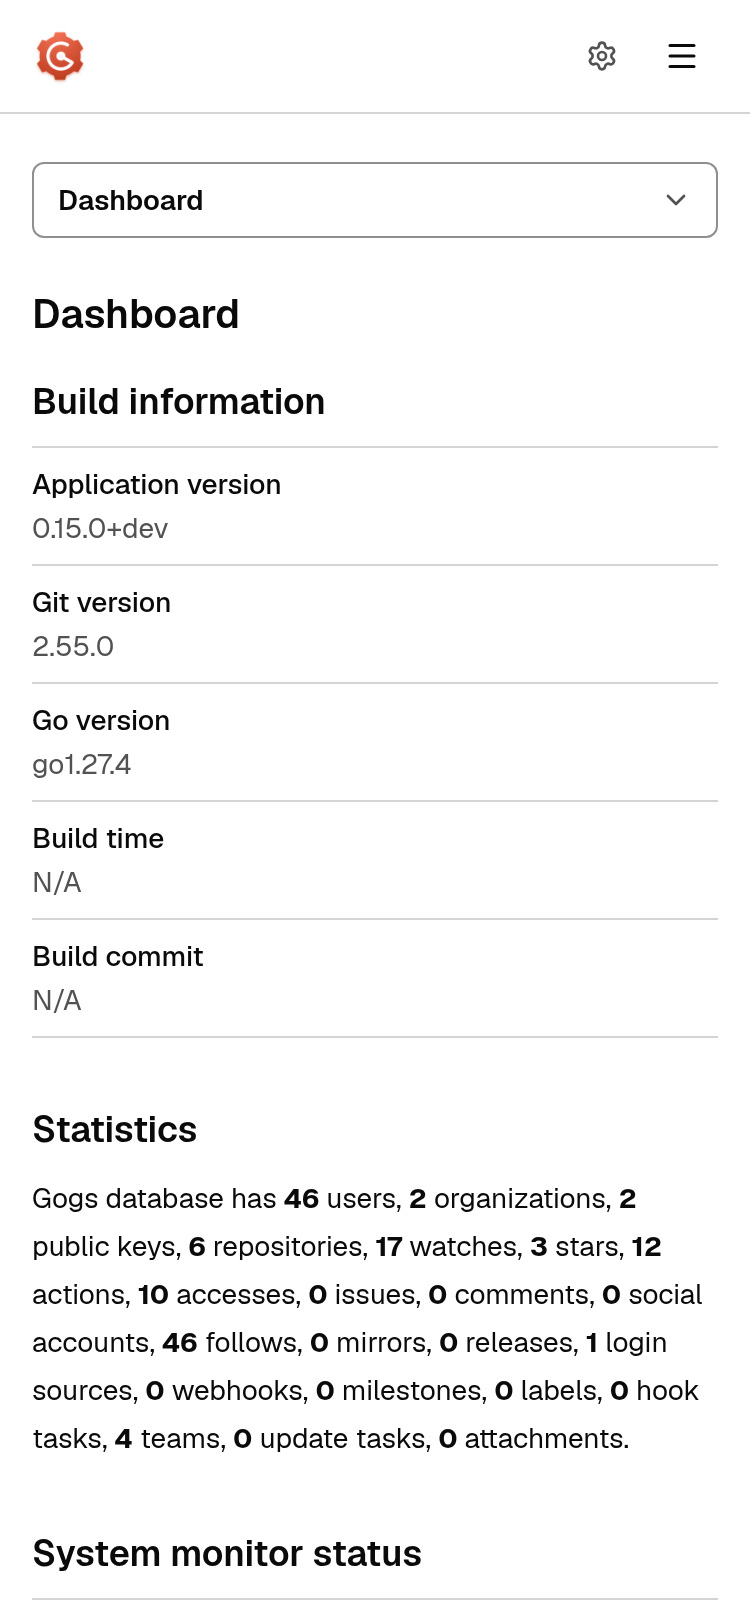 Dashboard
Dashboard
Build information
Application version
0.15.0+dev
Git version
2.55.0
Go version
go1.27.4
Build time
N/A
Build commit
N/A
Statistics
Gogs database has 46 users, 2 organizations, 2
public keys, 6 repositories, 17 watches, 3 stars, 12
actions, 10 accesses, 0 issues, 0 comments, 0 social
accounts, 46 follows, 0 mirrors, 0 releases, 1 login
sources, 0 webhooks, 0 milestones, 0 labels, 0 hook
tasks, 4 teams, 0 update tasks, 0 attachments.
System monitor status